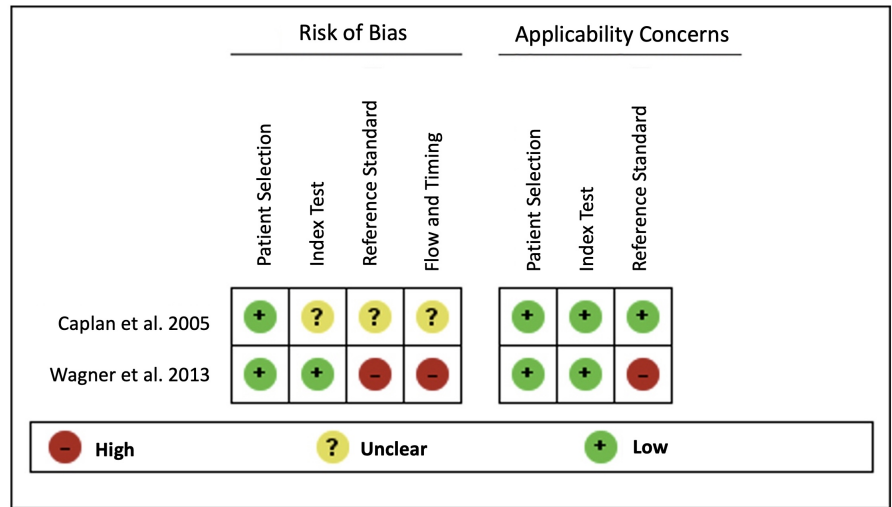 Risk of Bias
Applicability Concerns
Patient Selection
Index Test
Reference Standard
Flow and Timing
Patient Selection
Index Test
Reference Standard
Caplan et al. 2005 + ? ? ? + + +
Wagner et al. 2013 + + – – + + –
– High ? Unclear + Low